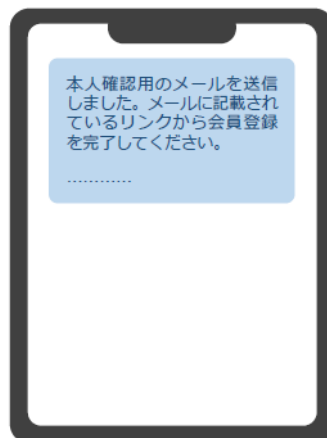 本人確認用のメールを送信
しました。メールに記載され
ているリンクから会員登録
を完了してください。
…………